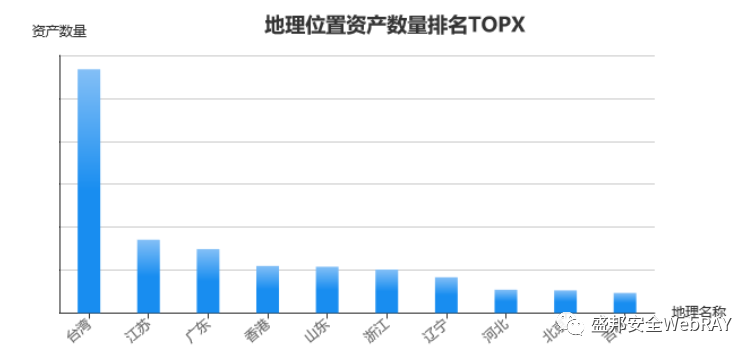 地理位置资产数量排名TOPX
资产数量
台湾
江苏
广东
香港
山东
浙江
辽宁
河北
北
吉
地理名称
盛邦安全WebRAY